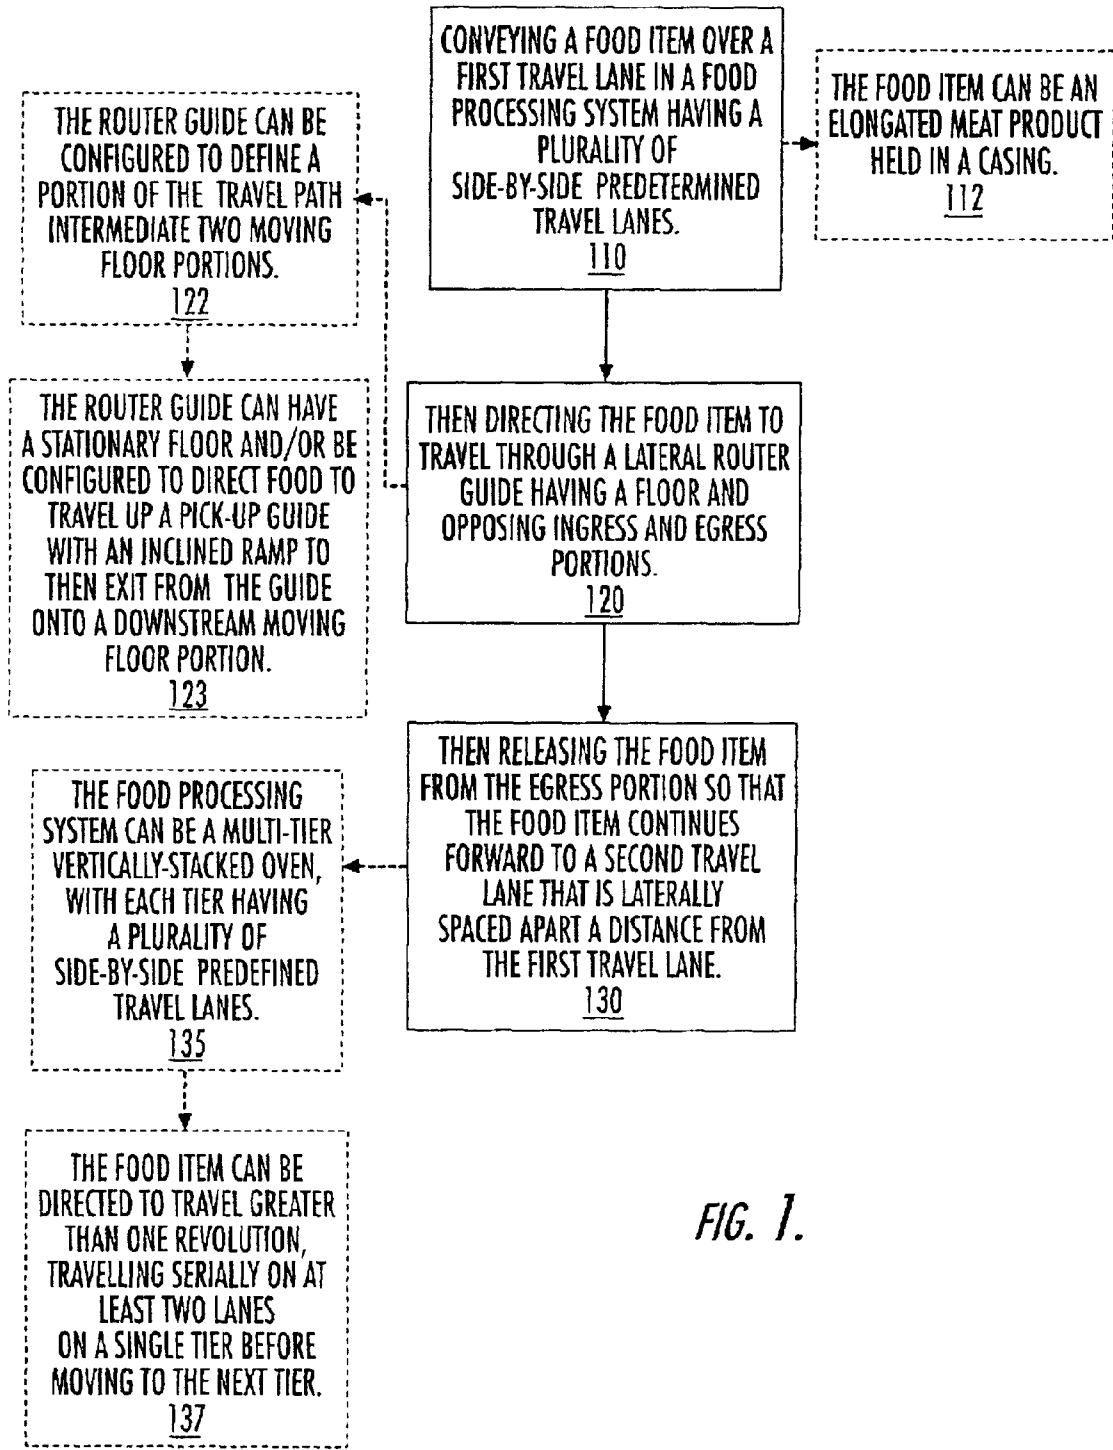 CONVEYING A FOOD ITEM OVER A
FIRST TRAVEL LANE IN A FOOD
PROCESSING SYSTEM HAVING A
PLURALITY OF
SIDE-BY-SIDE PREDETERMINED
TRAVEL LANES.
110
THE FOOD ITEM CAN BE AN
ELONGATED MEAT PRODUCT
HELD IN A CASING.
112
THE ROUTER GUIDE CAN BE
CONFIGURED TO DEFINE A
PORTION OF THE TRAVEL PATH
INTERMEDIATE TWO MOVING
FLOOR PORTIONS.
122
THE ROUTER GUIDE CAN HAVE
A STATIONARY FLOOR AND/OR BE
CONFIGURED TO DIRECT FOOD TO
TRAVEL UP A PICK-UP GUIDE
WITH AN INCLINED RAMP TO
THEN EXIT FROM THE GUIDE
ONTO A DOWNSTREAM MOVING
FLOOR PORTION.
123
THEN DIRECTING THE FOOD ITEM TO
TRAVEL THROUGH A LATERAL ROUTER
GUIDE HAVING A FLOOR AND
OPPOSING INGRESS AND EGRESS
PORTIONS.
120
THEN RELEASING THE FOOD ITEM
FROM THE EGRESS PORTION SO THAT
THE FOOD ITEM CONTINUES
FORWARD TO A SECOND TRAVEL
LANE THAT IS LATERALLY
SPACED APART A DISTANCE FROM
THE FIRST TRAVEL LANE.
130
THE FOOD PROCESSING
SYSTEM CAN BE A MULTI-TIER
VERTICALLY-STACKED OVEN,
WITH EACH TIER HAVING
A PLURALITY OF
SIDE-BY-SIDE PREDEFINED
TRAVEL LANES.
135
THE FOOD ITEM CAN BE
DIRECTED TO TRAVEL GREATER
THAN ONE REVOLUTION,
TRAVELLING SERIALLY ON AT
LEAST TWO LANES
ON A SINGLE TIER BEFORE
MOVING TO THE NEXT TIER.
137
FIG. 1.